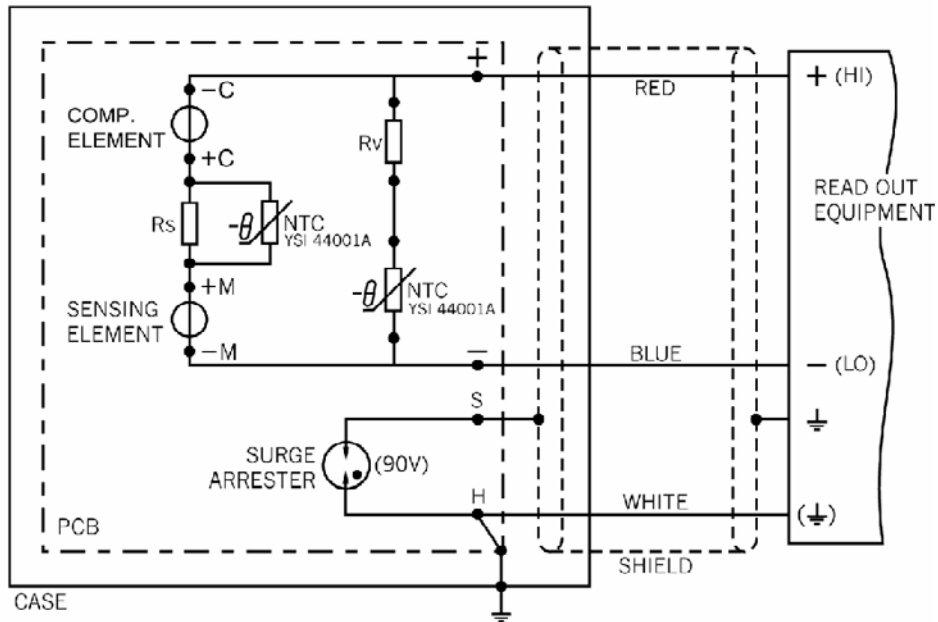 +
RED
+ (HI)
−C
COMP.
ELEMENT
+C
Rv
READ OUT
EQUIPMENT
Rs
-θ
NTC
YSI 44001A
+M
SENSING
ELEMENT
-θ
NTC
YSI 44001A
−M
−
BLUE
− (LO)
S
SURGE
ARRESTER
(90V)
H
WHITE
(⏚)
PCB
SHIELD
CASE